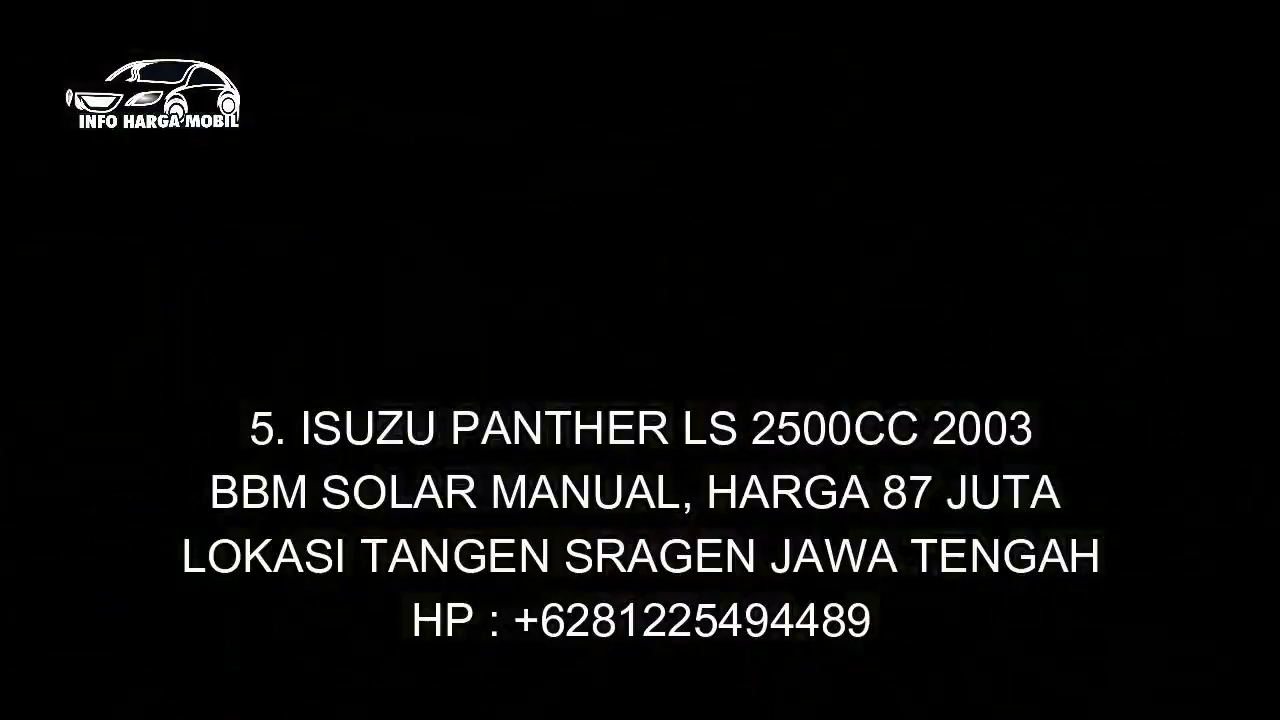 INFO HARGA MOBIL
5. ISUZU PANTHER LS 2500CC 2003
BBM SOLAR MANUAL, HARGA 87 JUTA
LOKASI TANGEN SRAGEN JAWA TENGAH
HP : +6281225494489